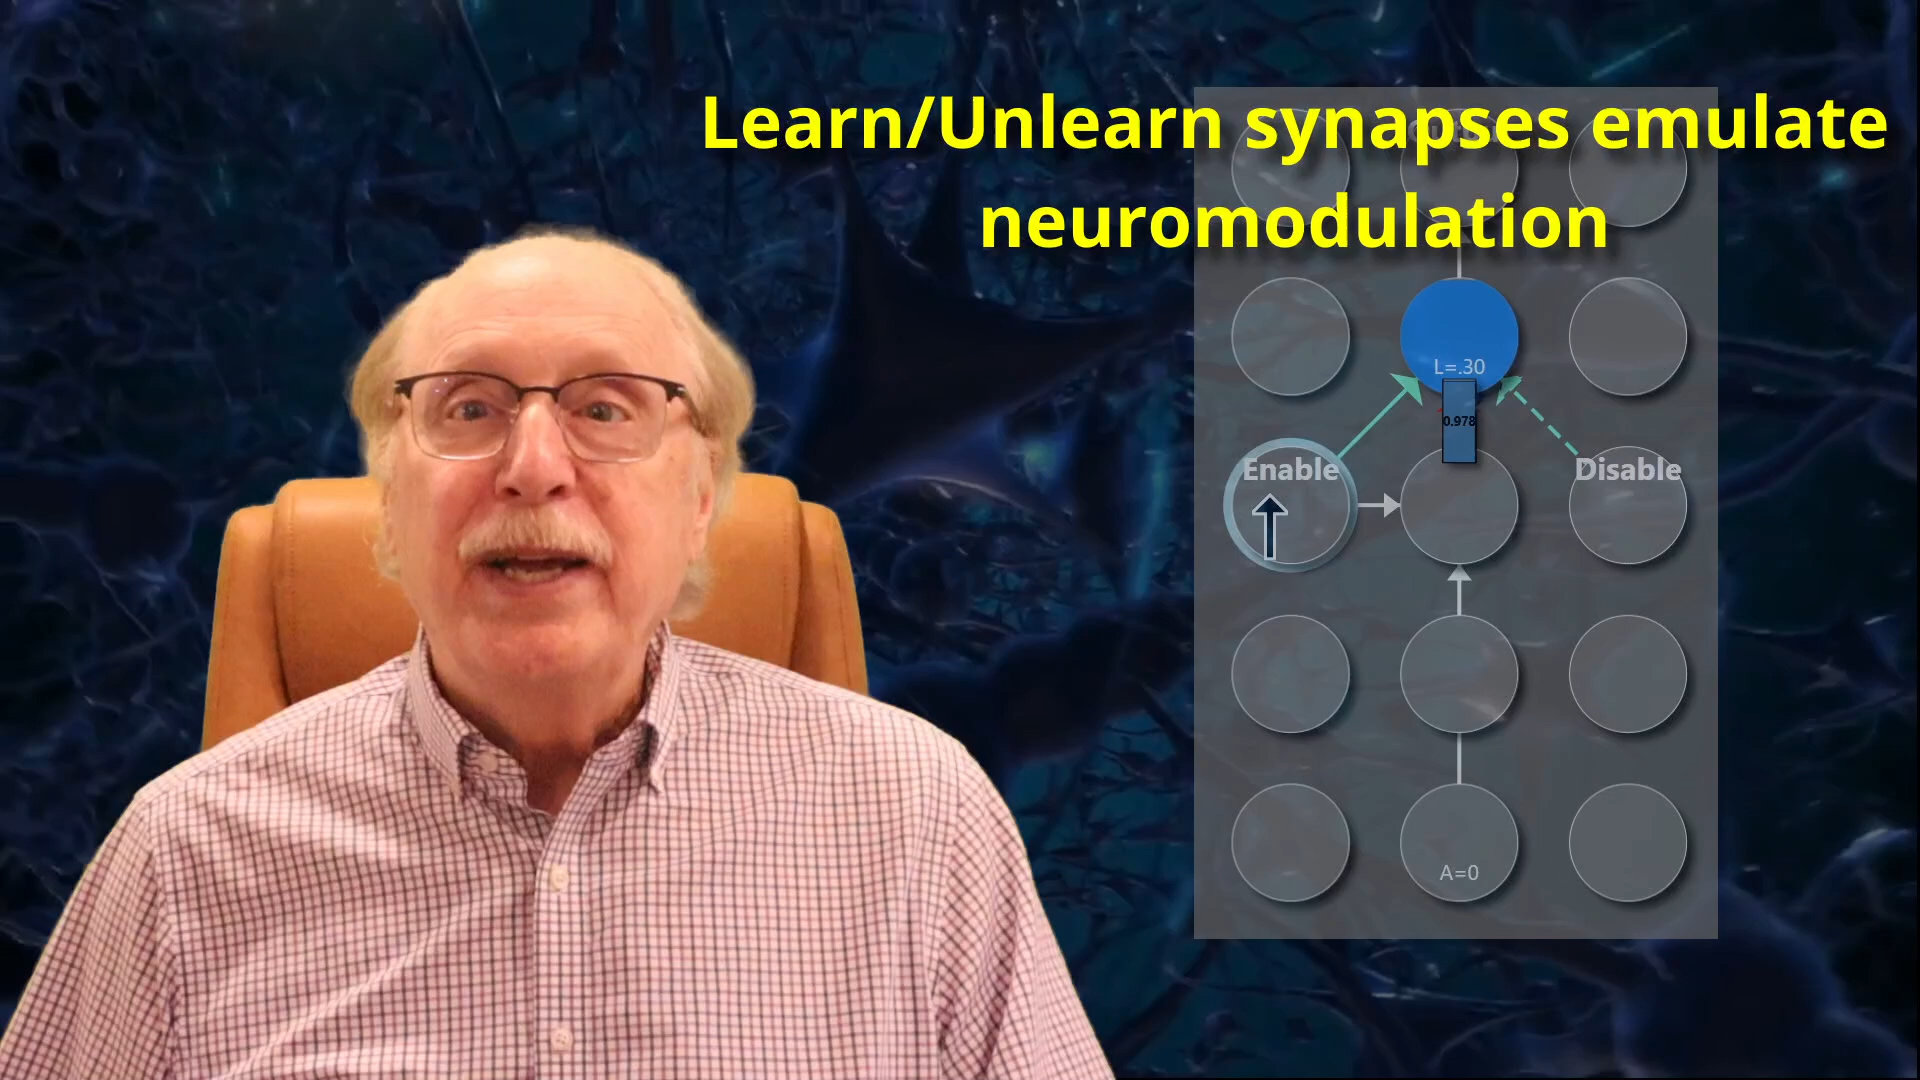 Learn/Unlearn synapses emulate
neuromodulation
L=.30
0.978
Enable
Disable
A=0